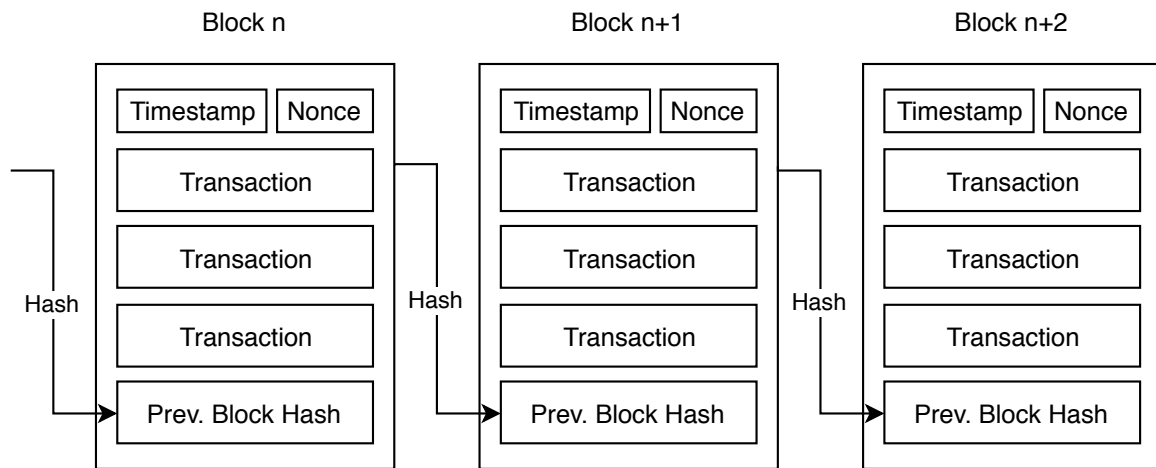 Block n
Block n+1
Block n+2
Timestamp Nonce
Timestamp Nonce
Timestamp Nonce
Transaction
Transaction
Transaction
Transaction
Transaction
Transaction
Hash
Hash
Hash
Transaction
Transaction
Transaction
Prev. Block Hash
Prev. Block Hash
Prev. Block Hash